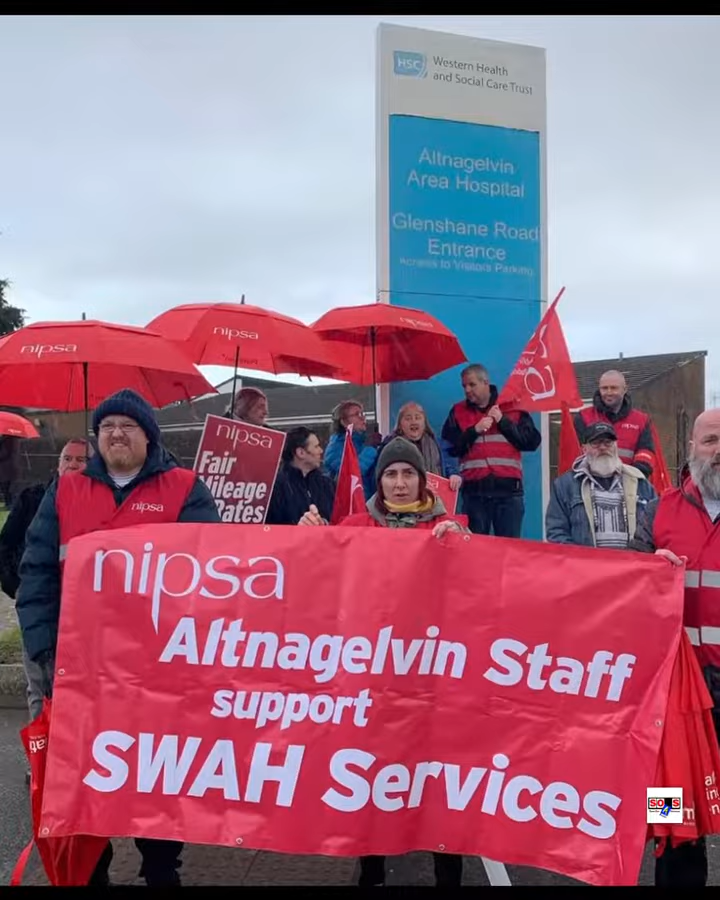 HSC
Western Health
and Social Care Trust
Altnagelvin
Area Hospital
Glenshane Road
Entrance
Access to Visitors Parking
nipsa
nipsa
nipsa
Fair
Mileage
Rates
nipsa
nipsa
Altnagelvin Staff
support
SWAH Services
SOS